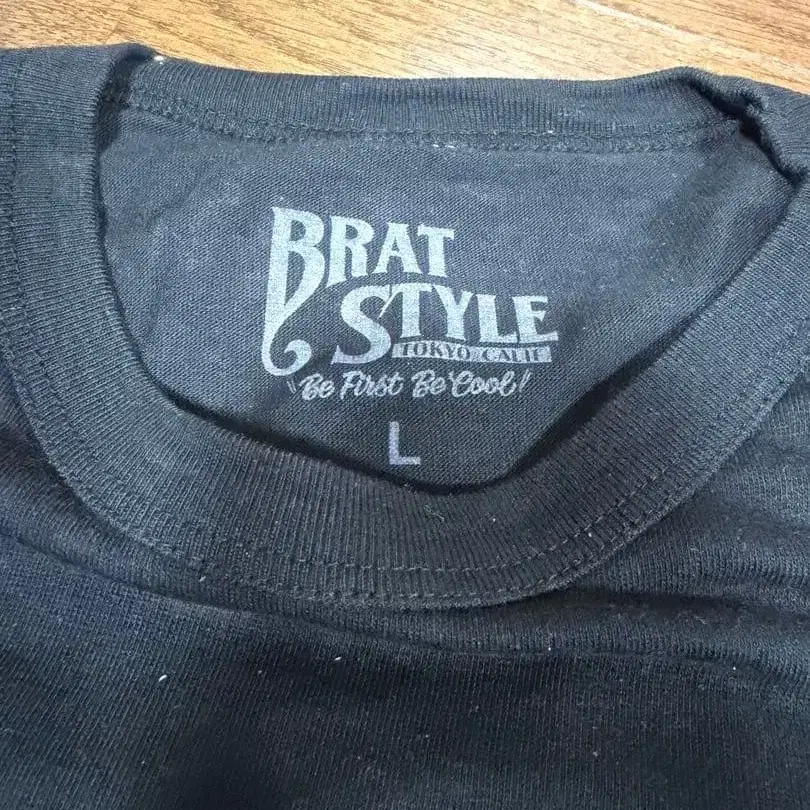 BRAT
STYLE
TOKYO CALIF
"Be First Be Cool!
L